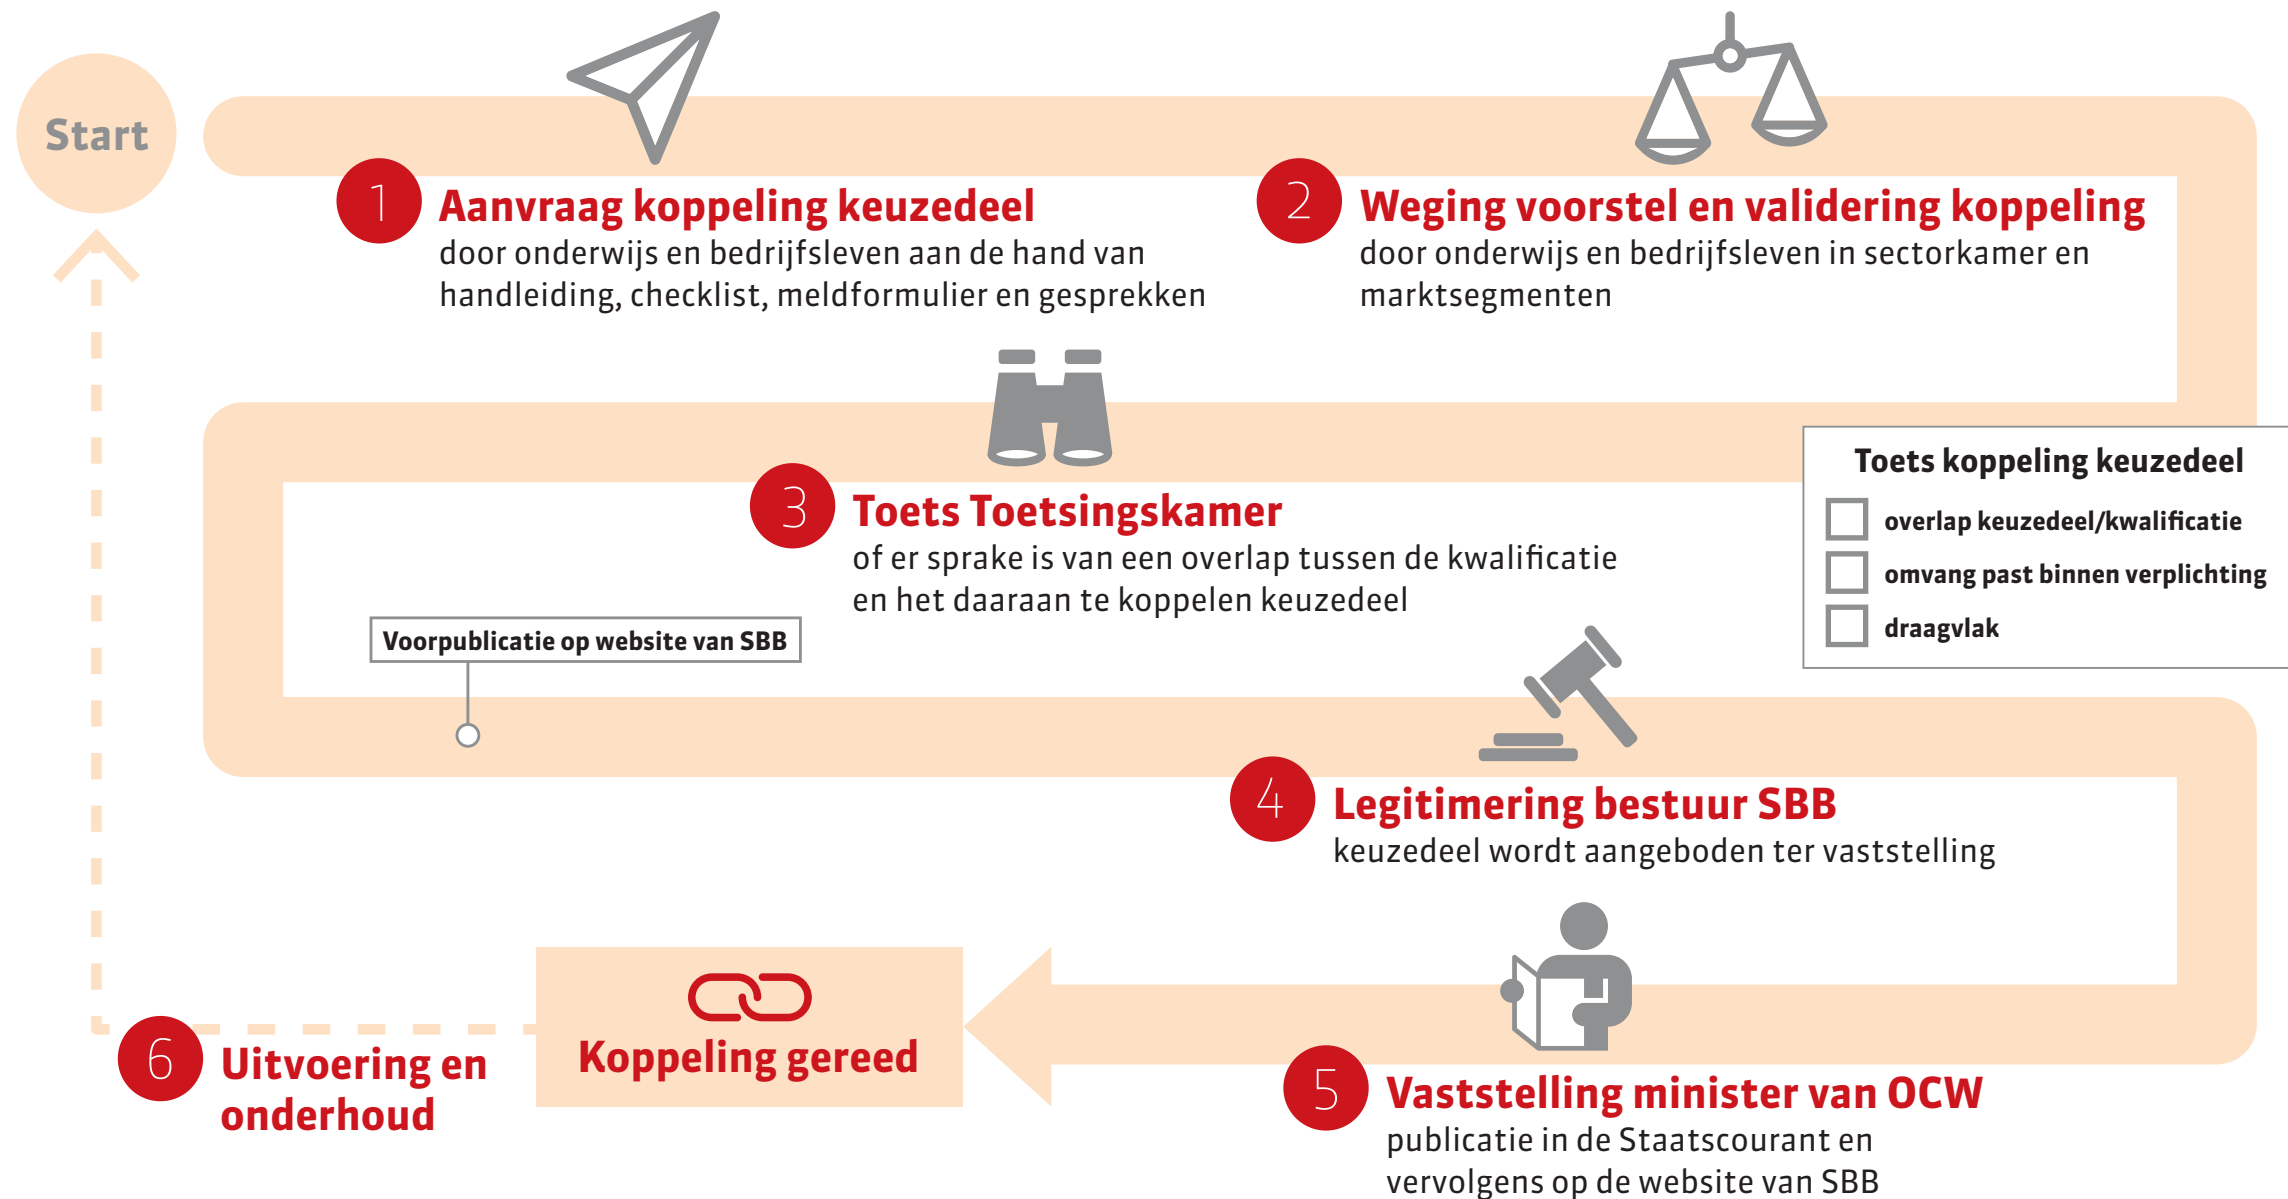 Start
1
Aanvraag koppeling keuzedeel
door onderwijs en bedrijfsleven aan de hand van
handleiding, checklist, meldformulier en gesprekken
2
Weging voorstel en validering koppeling
door onderwijs en bedrijfsleven in sectorkamer en
marktsegmenten
Toets koppeling keuzedeel
overlap keuzedeel/kwalificatie
omvang past binnen verplichting
draagvlak
3
Toets Toetsingskamer
of er sprake is van een overlap tussen de kwalificatie
en het daaraan te koppelen keuzedeel
Voorpublicatie op website van SBB
4
Legitimering bestuur SBB
keuzedeel wordt aangeboden ter vaststelling
5
Vaststelling minister van OCW
publicatie in de Staatscourant en
vervolgens op de website van SBB
Koppeling gereed
6
Uitvoering en
onderhoud